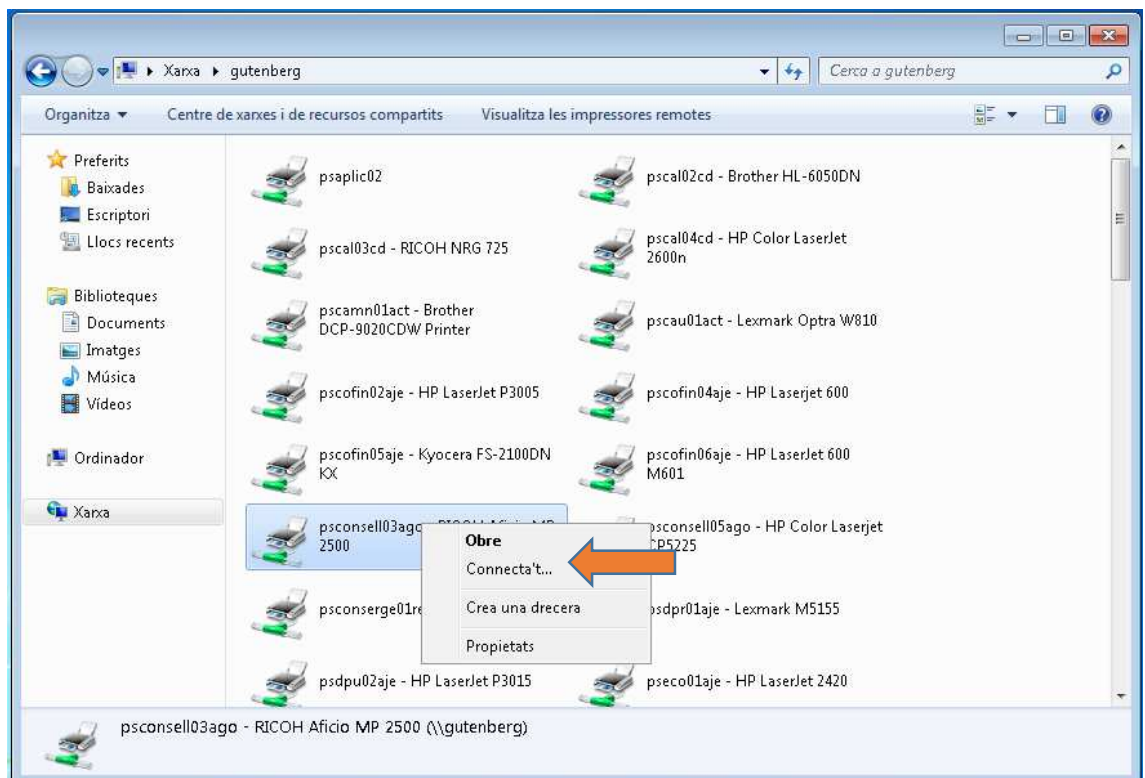 Xarxa ▸ gutenberg
Cerca a gutenberg
Organitza
Centre de xarxes i de recursos compartits
Visualitza les impressores remotes
Preferits
Baixades
Escriptori
Llocs recents
Biblioteques
Documents
Imatges
Música
Vídeos
Ordinador
Xarxa
psaplic02
pscal02cd - Brother HL-6050DN
pscal03cd - RICOH NRG 725
pscal04cd - HP Color LaserJet
2600n
pscamn01act - Brother
DCP-9020CDW Printer
pscau01act - Lexmark Optra W810
pscofin02aje - HP LaserJet P3005
pscofin04aje - HP Laserjet 600
pscofin05aje - Kyocera FS-2100DN
KX
pscofin06aje - HP LaserJet 600
M601
psconsell03ago - RICOH Aficio MP
2500
psconsell05ago - HP Color Laserjet
CP5225
psconserge01re
psdpr01aje - Lexmark M5155
psdpu02aje - HP LaserJet P3015
pseco01aje - HP LaserJet 2420
Obre
Connecta't...
Crea una drecera
Propietats
psconsell03ago - RICOH Aficio MP 2500 (\\gutenberg)